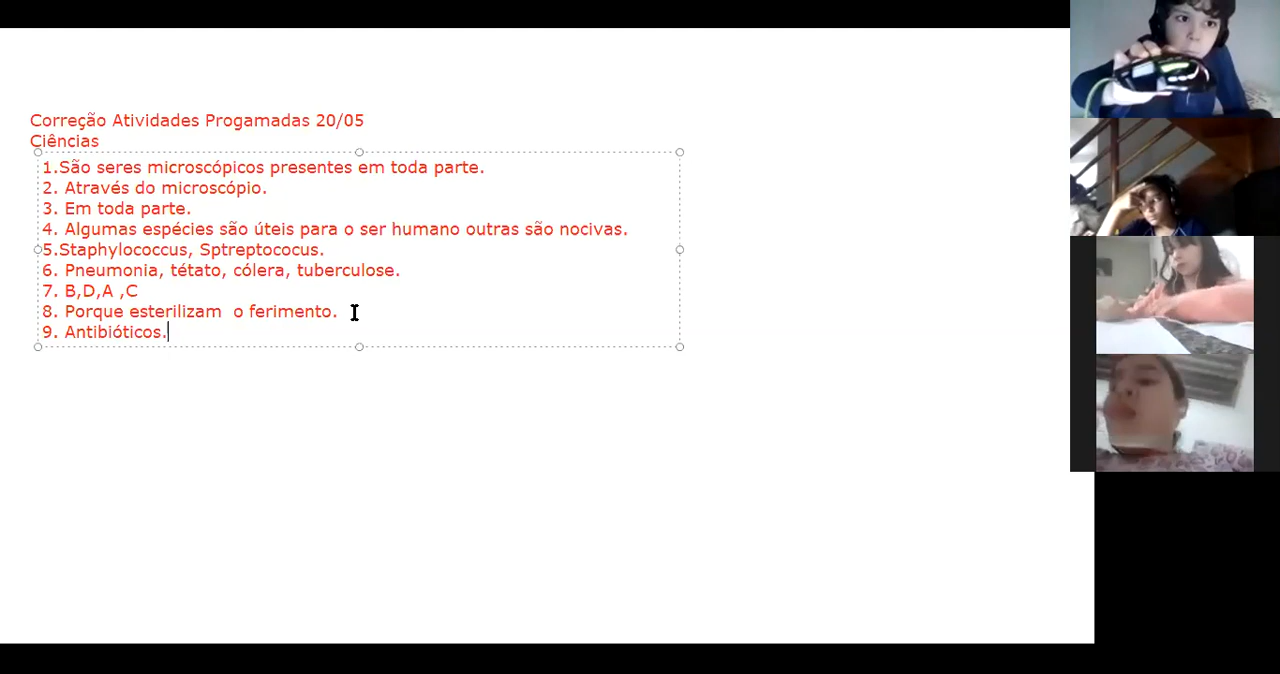 Correção Atividades Progamadas 20/05
Ciências
1.São seres microscópicos presentes em toda parte.
2. Através do microscópio.
3. Em toda parte.
4. Algumas espécies são úteis para o ser humano outras são nocivas.
5.Staphylococcus, Sptreptococus.
6. Pneumonia, tétato, cólera, tuberculose.
7. B,D,A ,C
8. Porque esterilizam  o ferimento.
9. Antibióticos.